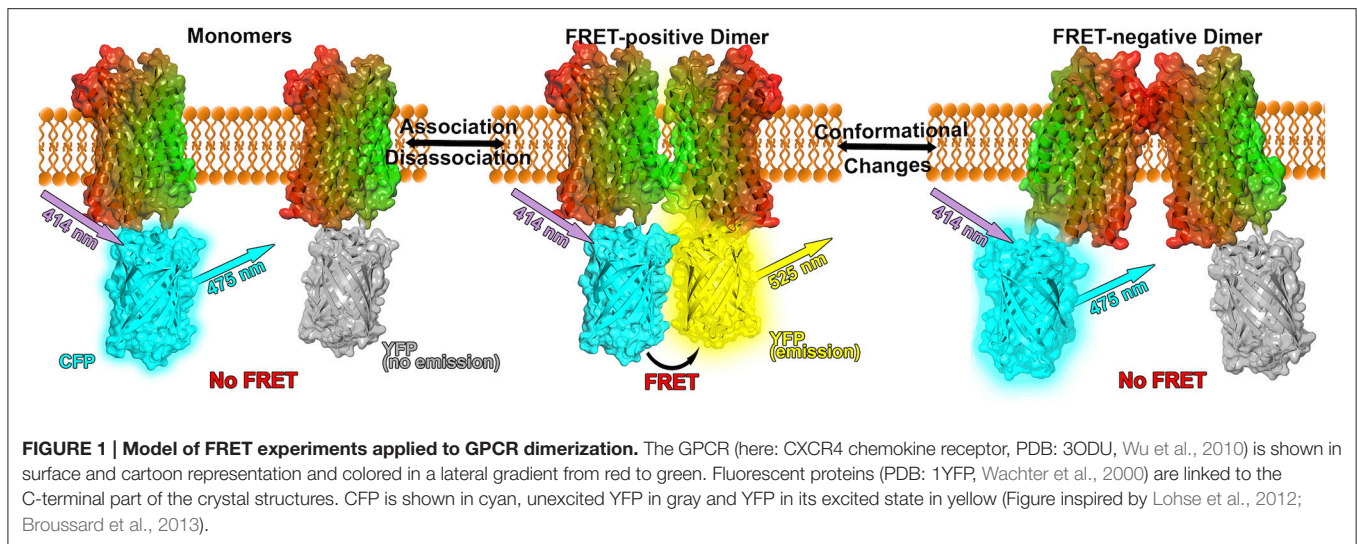 Monomers
FRET-positive Dimer
FRET-negative Dimer
Association
Disassociation
Conformational
Changes
414 nm
475 nm
CFP
YFP
(no emission)
No FRET
414 nm
525 nm
YFP
(emission)
FRET
414 nm
475 nm
No FRET
FIGURE 1 | Model of FRET experiments applied to GPCR dimerization. The GPCR (here: CXCR4 chemokine receptor, PDB: 3ODU, Wu et al., 2010) is shown in
surface and cartoon representation and colored in a lateral gradient from red to green. Fluorescent proteins (PDB: 1YFP, Wachter et al., 2000) are linked to the
C-terminal part of the crystal structures. CFP is shown in cyan, unexcited YFP in gray and YFP in its excited state in yellow (Figure inspired by Lohse et al., 2012;
Broussard et al., 2013).